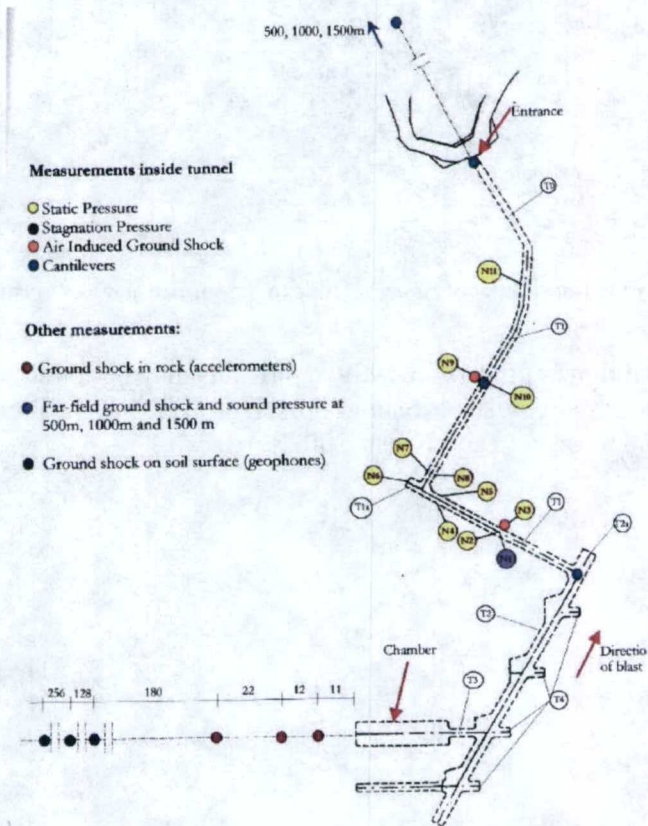 500, 1000, 1500m
Entrance
Measurements inside tunnel
Static Pressure
Stagnation Pressure
Air Induced Ground Shock
Cantilevers
Other measurements:
Ground shock in rock (accelerometers)
Far-field ground shock and sound pressure at
500m, 1000m and 1500 m
Ground shock on soil surface (geophones)
N11
T1
N9
N10
N7
N6
N8
N5
T1a
N3
T1
N4
N2
T2a
T2
Chamber
Directio
of blast
T3
T4
256 128 180 22 12 11